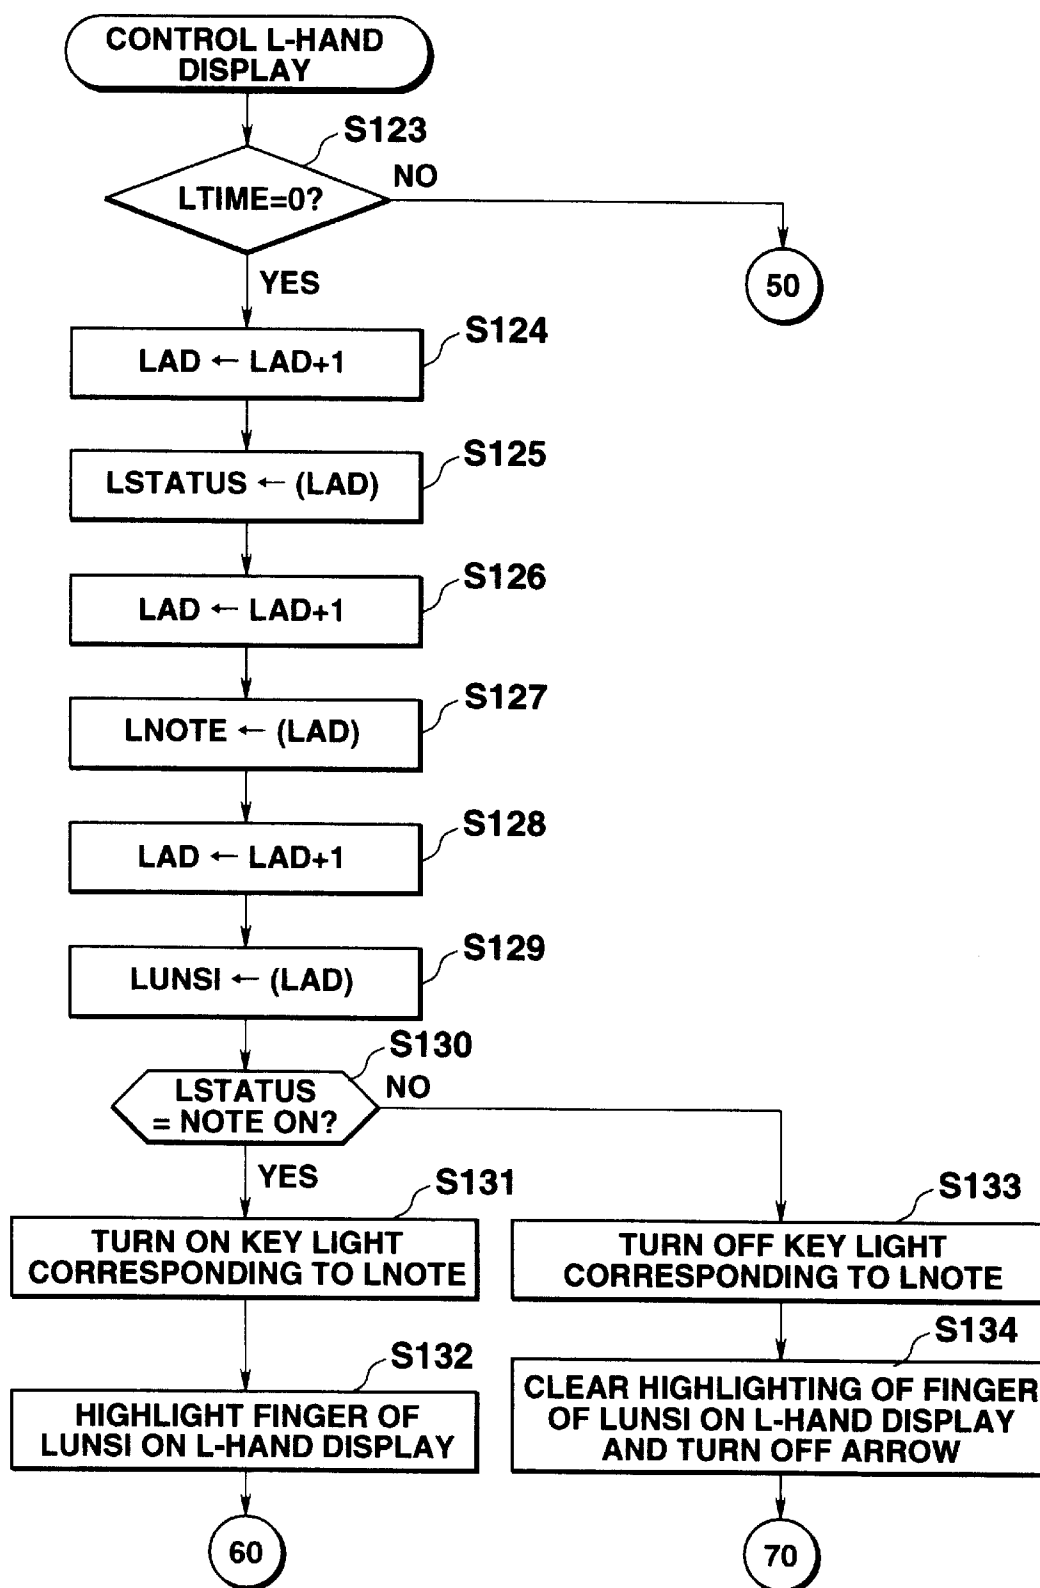 CONTROL L-HAND
DISPLAY
S123
LTIME=0?
NO
50
YES
S124
LAD ← LAD+1
S125
LSTATUS ← (LAD)
S126
LAD ← LAD+1
S127
LNOTE ← (LAD)
S128
LAD ← LAD+1
S129
LUNSI ← (LAD)
S130
LSTATUS
= NOTE ON?
NO
YES
S131
TURN ON KEY LIGHT
CORRESPONDING TO LNOTE
S132
HIGHLIGHT FINGER OF
LUNSI ON L-HAND DISPLAY
60
S133
TURN OFF KEY LIGHT
CORRESPONDING TO LNOTE
S134
CLEAR HIGHLIGHTING OF FINGER
OF LUNSI ON L-HAND DISPLAY
AND TURN OFF ARROW
70